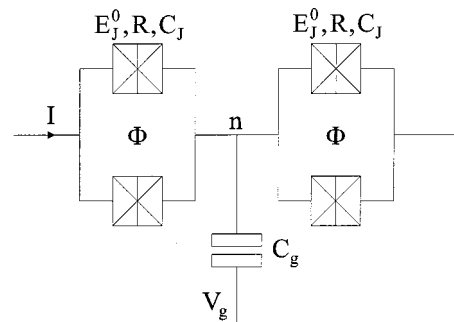 E_J^0, R, C_J E_J^0, R, C_J
I Φ n Φ
C_g
V_g